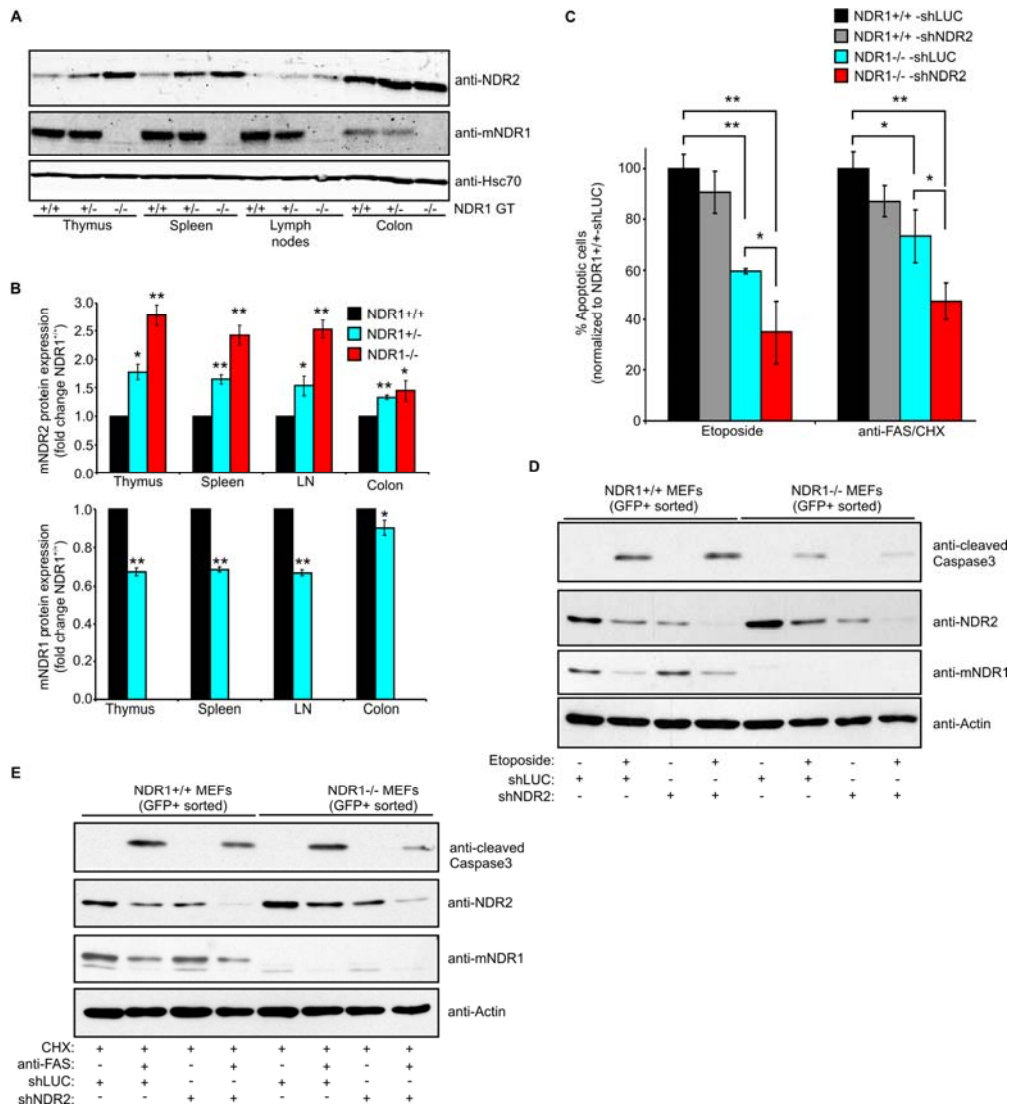 A
anti-NDR2
anti-mNDR1
anti-Hsc70
+/+ +/- -/- +/+ +/- -/- +/+ +/- -/- +/+ +/- -/- NDR1 GT
Thymus Spleen Lymph nodes Colon
B
mNDR2 protein expression
(fold change NDR1+/+)
3.0
2.5
2.0
1.5
1.0
0.5
0.0
NDR1+/+
NDR1+/-
NDR1-/-
* ** ** ** * ** ** *
Thymus Spleen LN Colon
mNDR1 protein expression
(fold change NDR1+/+)
1.0
0.8
0.6
0.4
0.2
0.0
** ** ** *
Thymus Spleen LN Colon
C
NDR1+/+ -shLUC
NDR1+/+ -shNDR2
NDR1-/- -shLUC
NDR1-/- -shNDR2
% Apoptotic cells
(normalized to NDR1+/+-shLUC)
100
80
60
40
20
0
** **
** *
* *
Etoposide anti-FAS/CHX
D
NDR1+/+ MEFs NDR1-/- MEFs
(GFP+ sorted) (GFP+ sorted)
anti-cleaved
Caspase3
anti-NDR2
anti-mNDR1
anti-Actin
Etoposide: - + - + - + - +
shLUC: + + - - + + - -
shNDR2: - - + + - - + +
E
NDR1+/+ MEFs NDR1-/- MEFs
(GFP+ sorted) (GFP+ sorted)
anti-cleaved
Caspase3
anti-NDR2
anti-mNDR1
anti-Actin
CHX: + + + + + + + +
anti-FAS: - + - + - + - +
shLUC: + + - - + + - -
shNDR2: - - + + - - + +